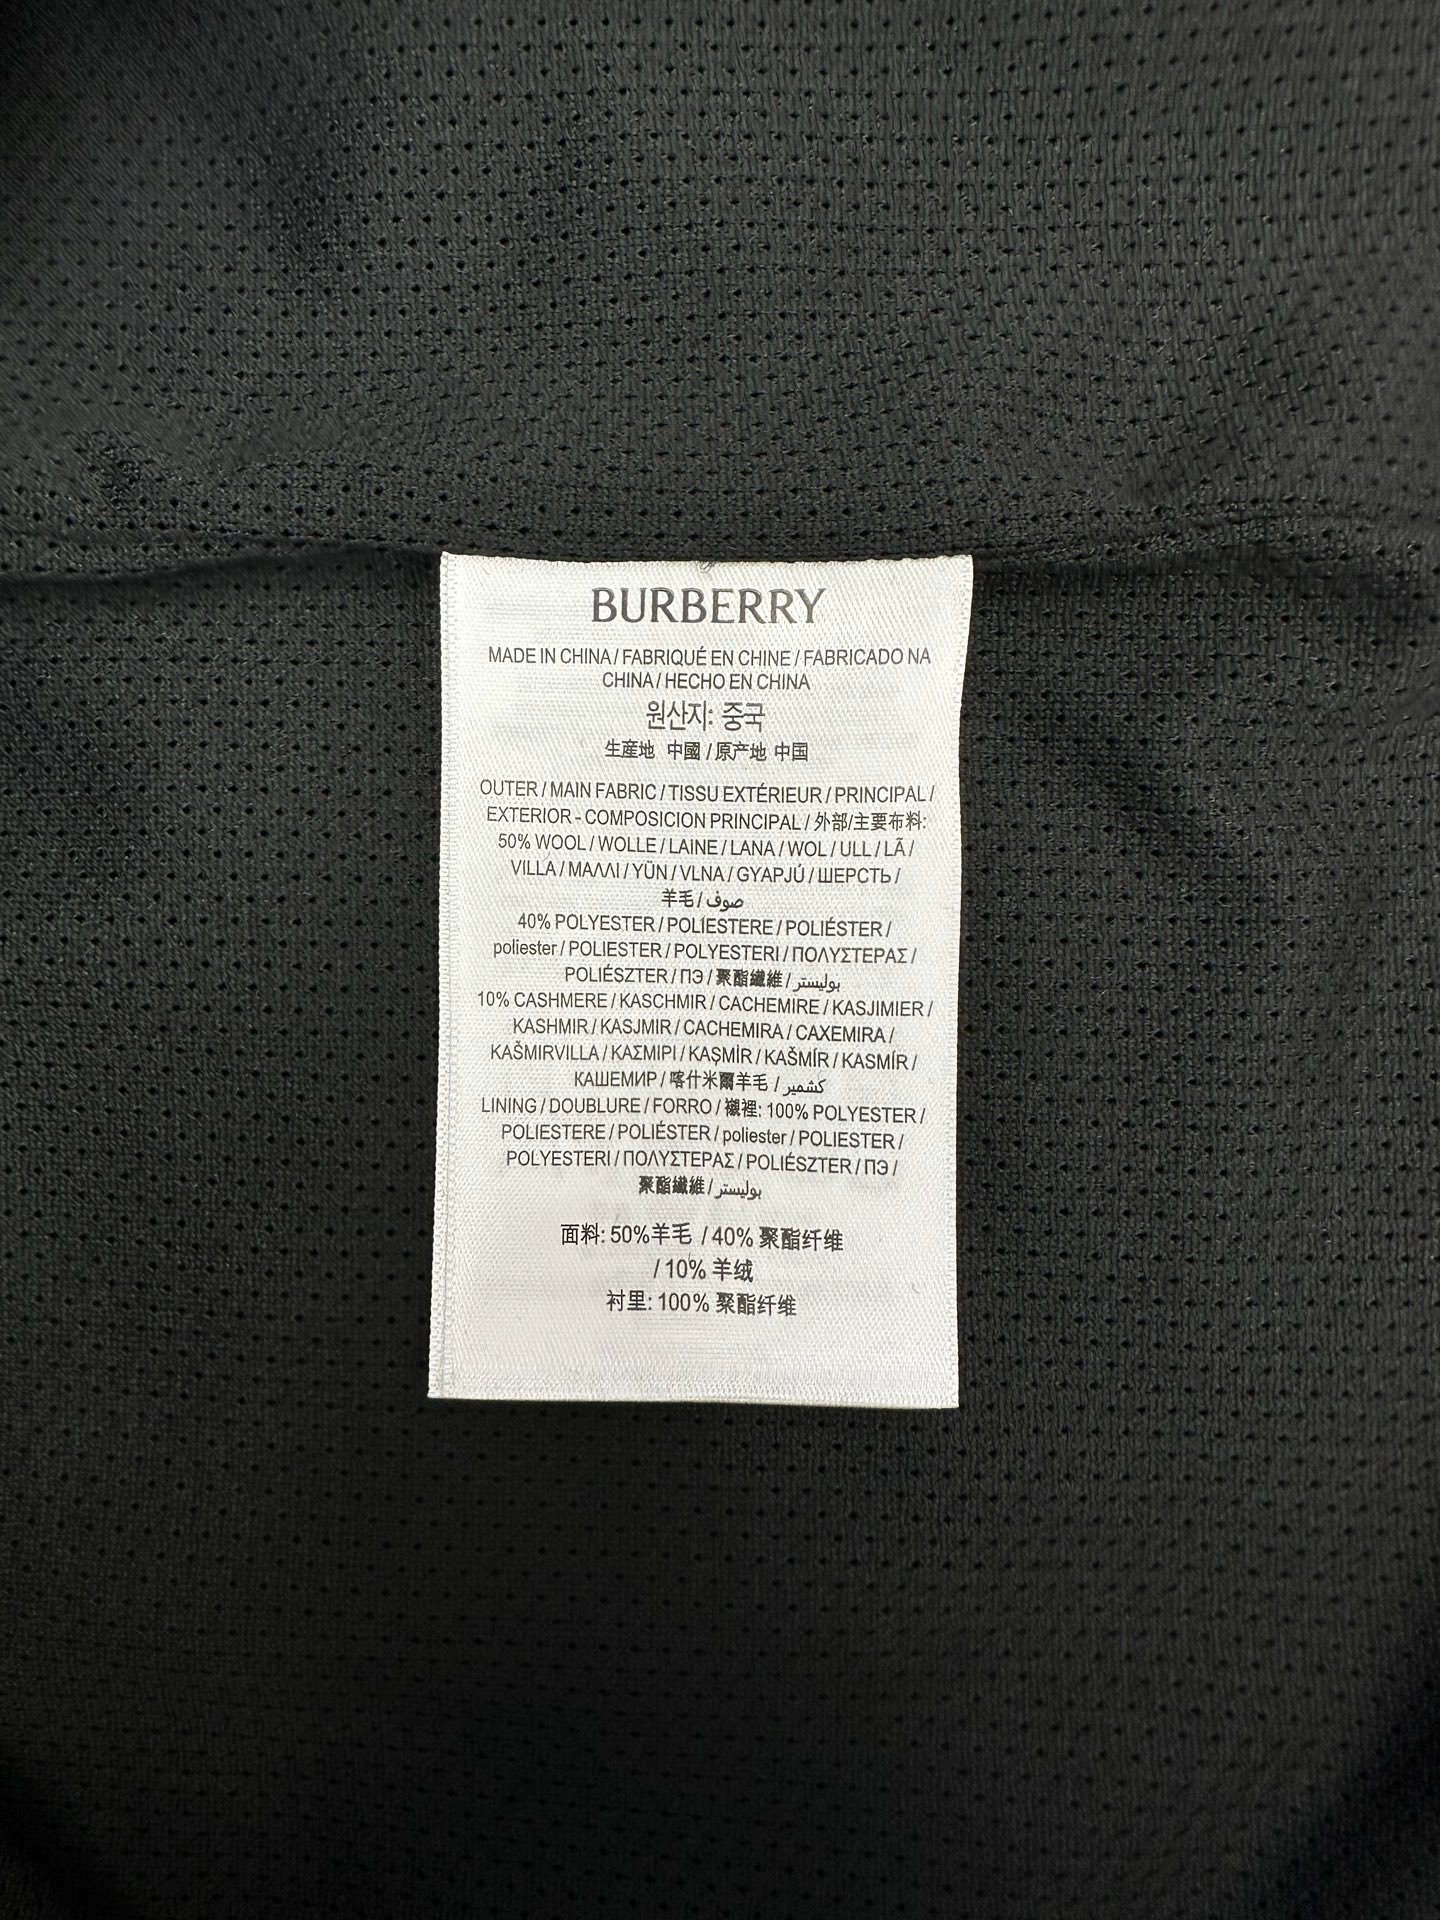 BURBERRY
MADE IN CHINA / FABRIQUÉ EN CHINE / FABRICADO NA
CHINA / HECHO EN CHINA
원산지: 중국
生産地 中國 / 原产地 中国
OUTER / MAIN FABRIC / TISSU EXTÉRIEUR / PRINCIPAL /
EXTERIOR - COMPOSICION PRINCIPAL / 外部/主要布料:
50% WOOL / WOLLE / LAINE / LANA / WOL / ULL / LÃ /
VILLA / ΜΑΛΛΙ / YÜN / VLNA / GYAPJÚ / ШЕРСТЬ /
羊毛 / صوف
40% POLYESTER / POLIESTERE / POLIÉSTER /
poliester / POLIESTER / POLYESTERI / ΠΟΛΥΣΤΕΡΑΣ /
POLIÉSZTER / ПЭ / 聚酯纖維 / بوليستر
10% CASHMERE / KASCHMIR / CACHEMIRE / KASJIMIER /
KASHMIR / KASJMIR / CACHEMIRA / CAXEMIRA /
KAŠMIRVILLA / ΚΑΣΜΙΡΙ / KAŞMİR / KAŠMÍR / KASMÍR /
КАШЕМИР / 喀什米爾羊毛 / كشمير
LINING / DOUBLURE / FORRO / 襯裡: 100% POLYESTER /
POLIESTERE / POLIÉSTER / poliester / POLIESTER /
POLYESTERI / ΠΟΛΥΣΤΕΡΑΣ / POLIÉSZTER / ПЭ /
聚酯纖維 / بوليستر
面料: 50%羊毛 / 40% 聚酯纤维
/ 10% 羊绒
衬里: 100% 聚酯纤维